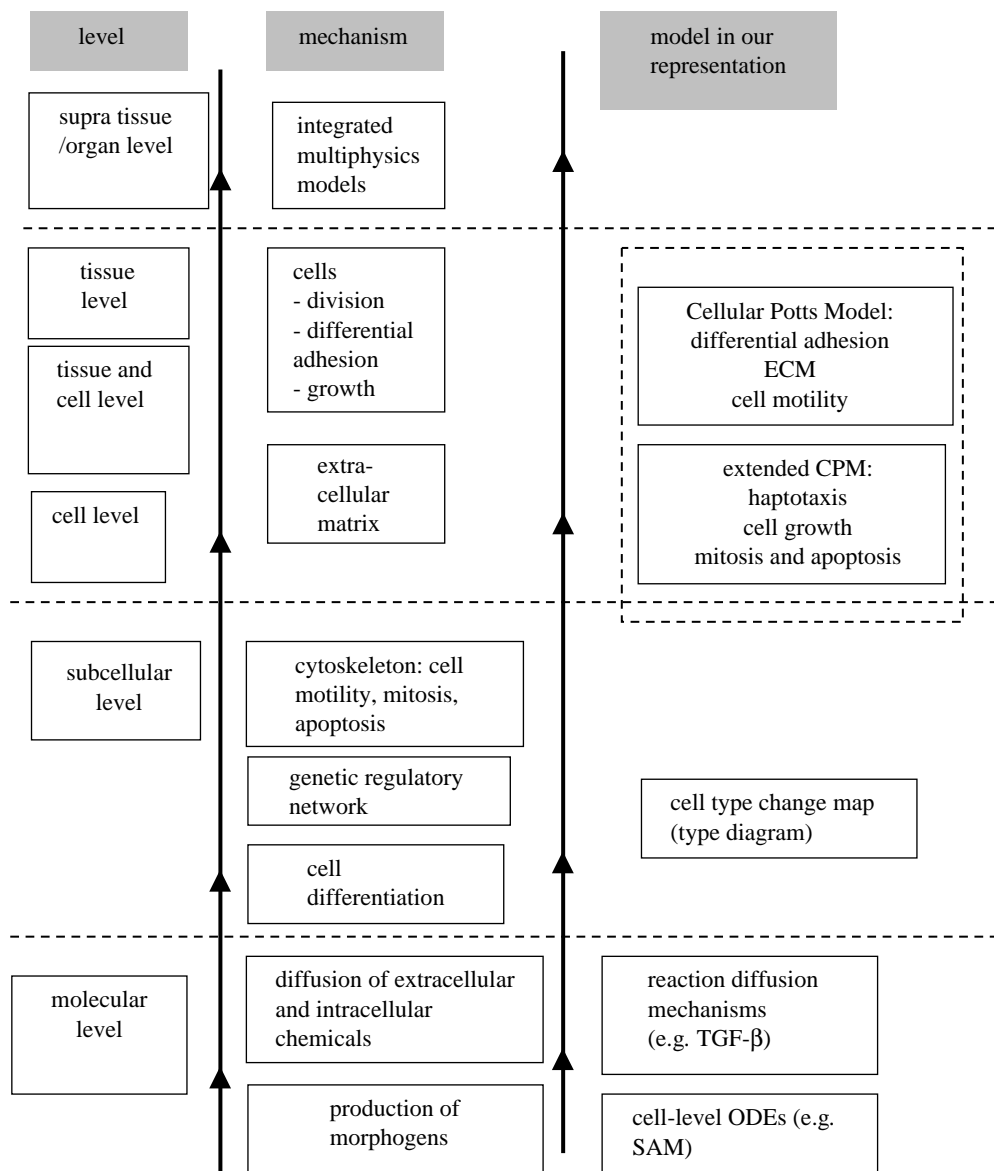 level
mechanism
model in our
representation
supra tissue
/organ level
integrated
multiphysics
models
tissue
level
tissue and
cell level
cell level
cells
- division
- differential
adhesion
- growth
extra-
cellular
matrix
Cellular Potts Model:
differential adhesion
ECM
cell motility
extended CPM:
haptotaxis
cell growth
mitosis and apoptosis
subcellular
level
cytoskeleton: cell
motility, mitosis,
apoptosis
genetic regulatory
network
cell
differentiation
cell type change map
(type diagram)
molecular
level
diffusion of extracellular
and intracellular
chemicals
production of
morphogens
reaction diffusion
mechanisms
(e.g. TGF-β)
cell-level ODEs (e.g.
SAM)